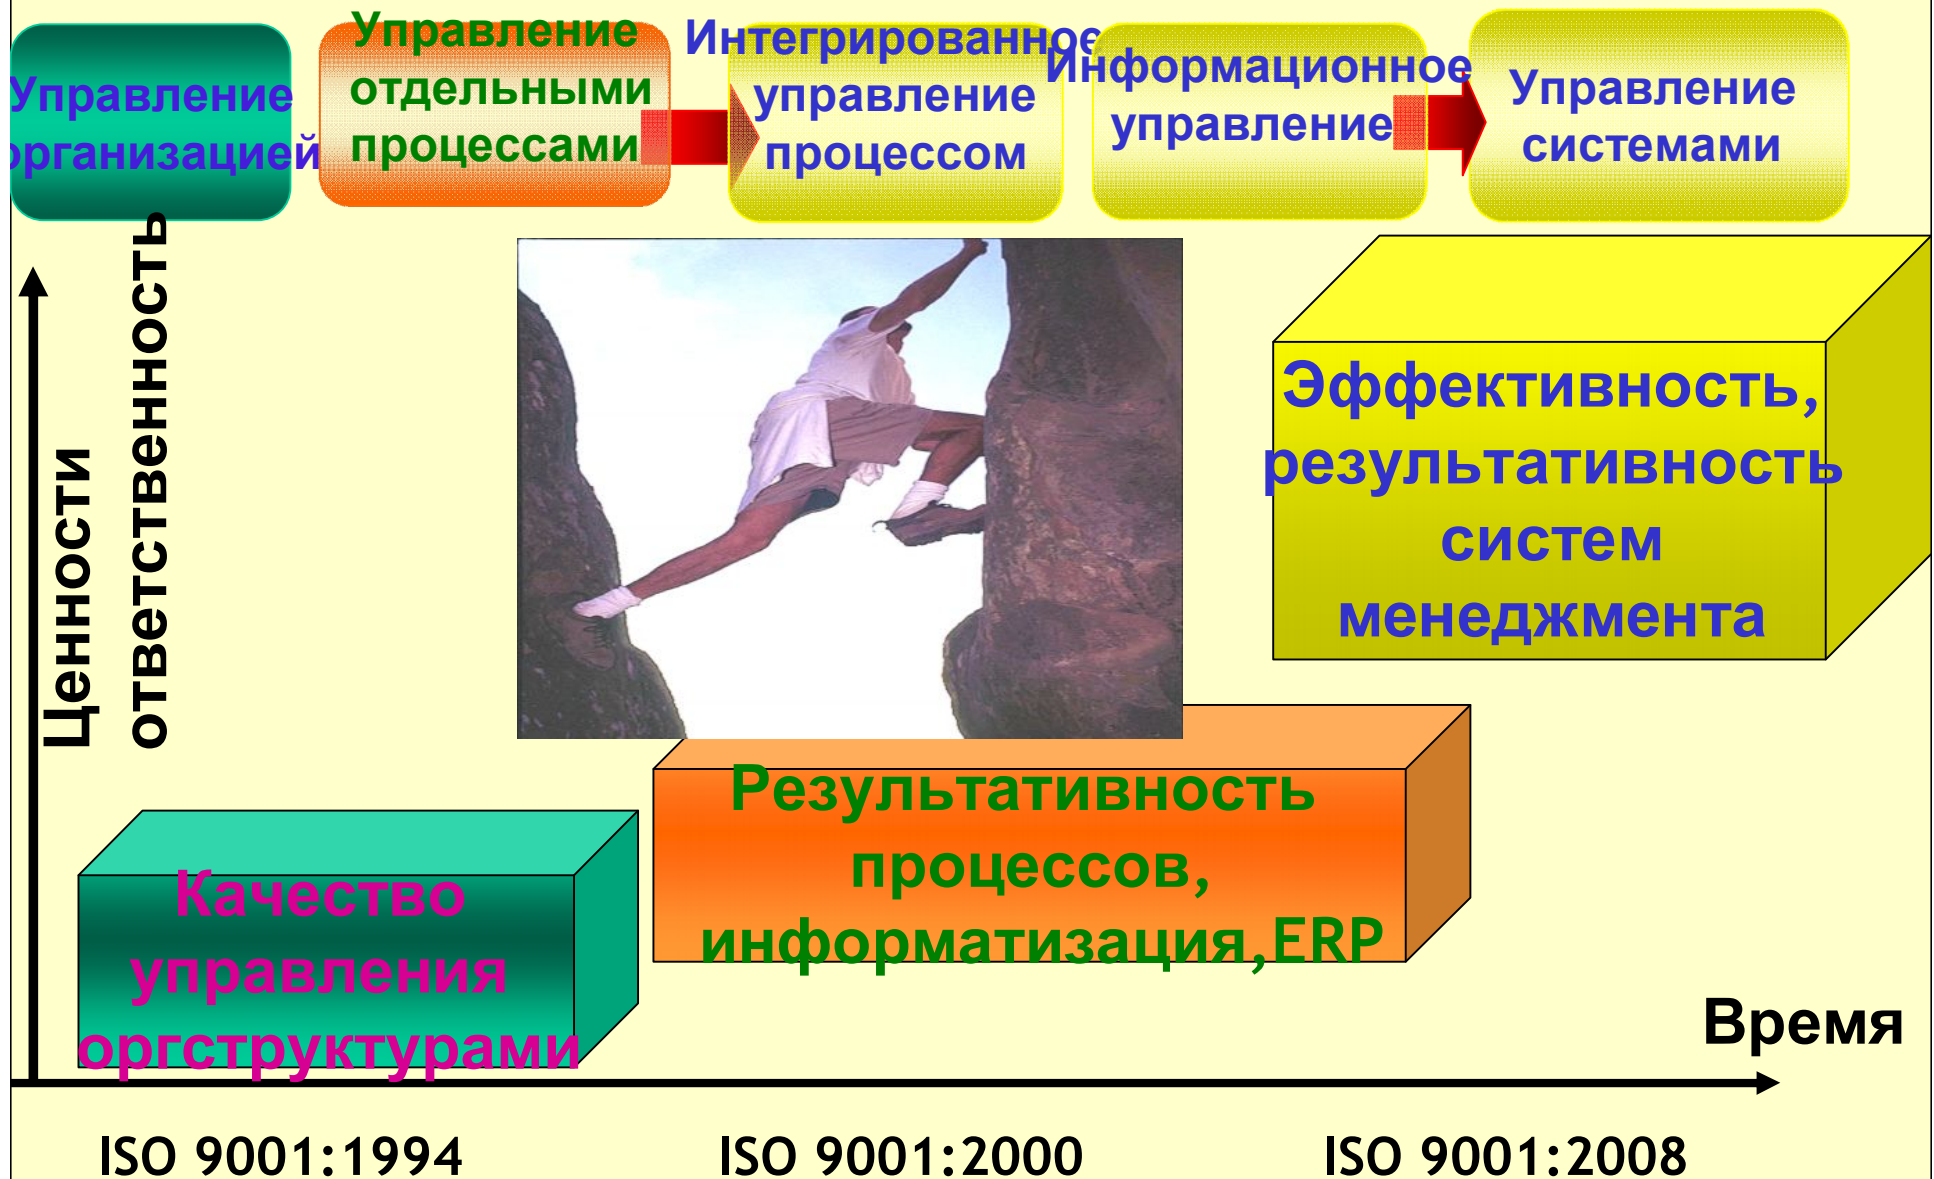 Управление
организацией
Управление
отдельными
процессами
Интегрированное
управление
процессом
Информационное
управление
Управление
системами
Ценности
ответственность
Эффективность,
результативность
систем
менеджмента
Результативность
процессов,
информатизация,ERP
Качество
управления
оргструктурами
Время
ISO 9001:1994
ISO 9001:2000
ISO 9001:2008